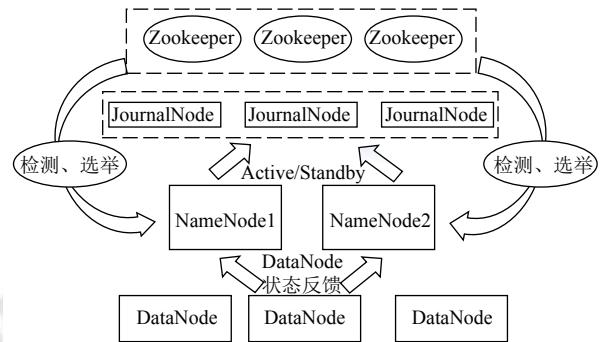 Zookeeper Zookeeper Zookeeper
JournalNode JournalNode JournalNode
检测、选举 Active/Standby 检测、选举
NameNode1 NameNode2
DataNode
状态反馈
DataNode DataNode DataNode